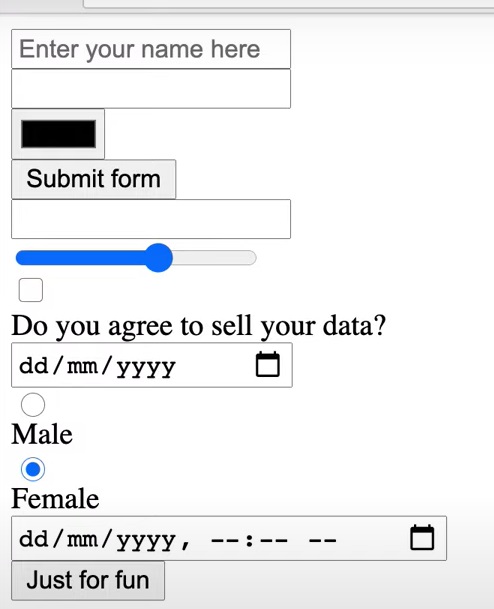 Enter your name here
Submit form
Do you agree to sell your data?
dd/mm/yyyy
Male
Female
dd/mm/yyyy, --:-- --
Just for fun